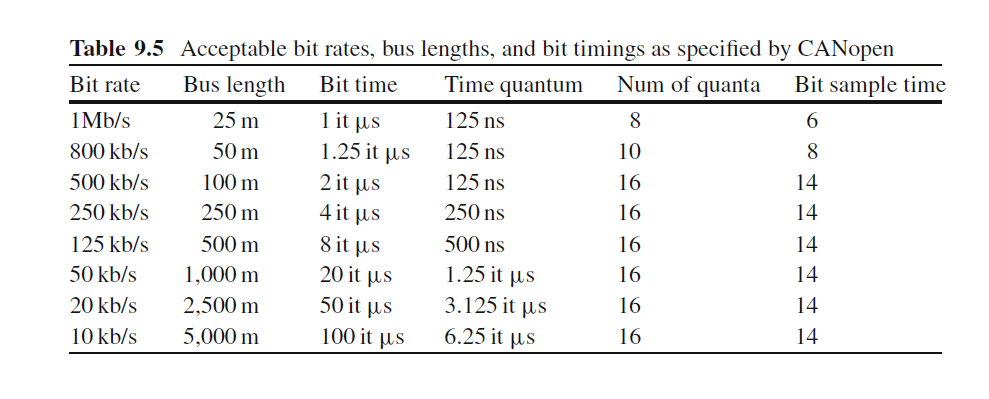 Table 9.5 Acceptable bit rates, bus lengths, and bit timings as specified by CANopen
Bit rate Bus length Bit time Time quantum Num of quanta Bit sample time
1Mb/s 25 m 1 it μs 125 ns 8 6
800 kb/s 50 m 1.25 it μs 125 ns 10 8
500 kb/s 100 m 2 it μs 125 ns 16 14
250 kb/s 250 m 4 it μs 250 ns 16 14
125 kb/s 500 m 8 it μs 500 ns 16 14
50 kb/s 1,000 m 20 it μs 1.25 it μs 16 14
20 kb/s 2,500 m 50 it μs 3.125 it μs 16 14
10 kb/s 5,000 m 100 it μs 6.25 it μs 16 14